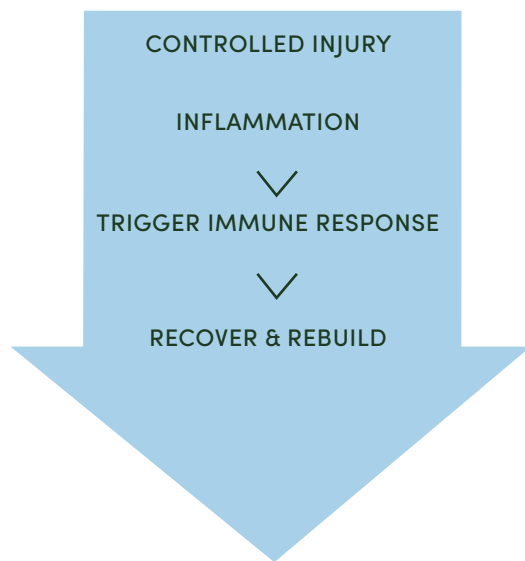 CONTROLLED INJURY
INFLAMMATION
TRIGGER IMMUNE RESPONSE
RECOVER & REBUILD